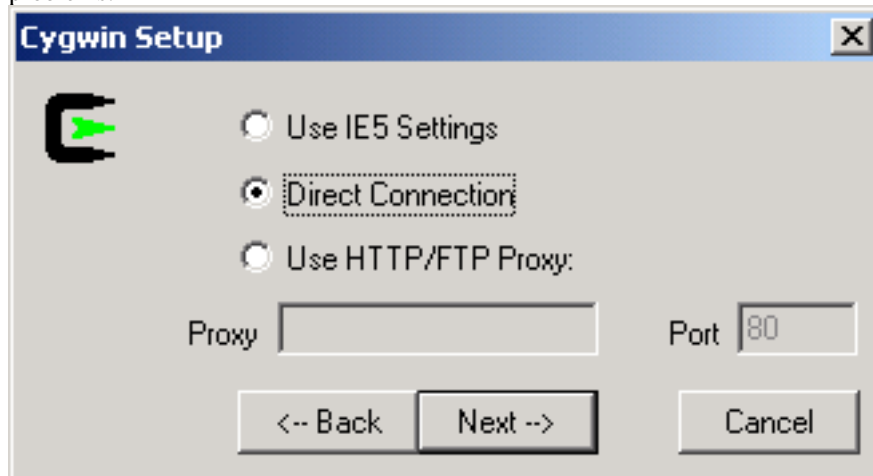 Cygwin Setup
Use IE5 Settings
Direct Connection
Use HTTP/FTP Proxy:
Proxy Port 80
<-- Back Next --> Cancel